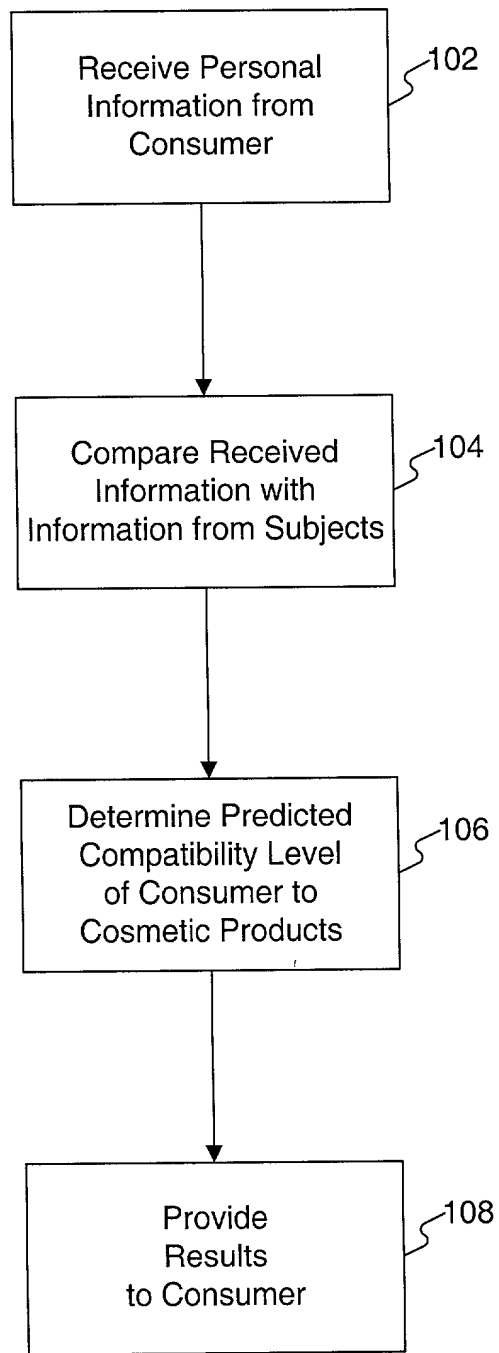 Receive Personal
Information from
Consumer
102
Compare Received
Information with
Information from Subjects
104
Determine Predicted
Compatibility Level
of Consumer to
Cosmetic Products
106
Provide
Results
to Consumer
108